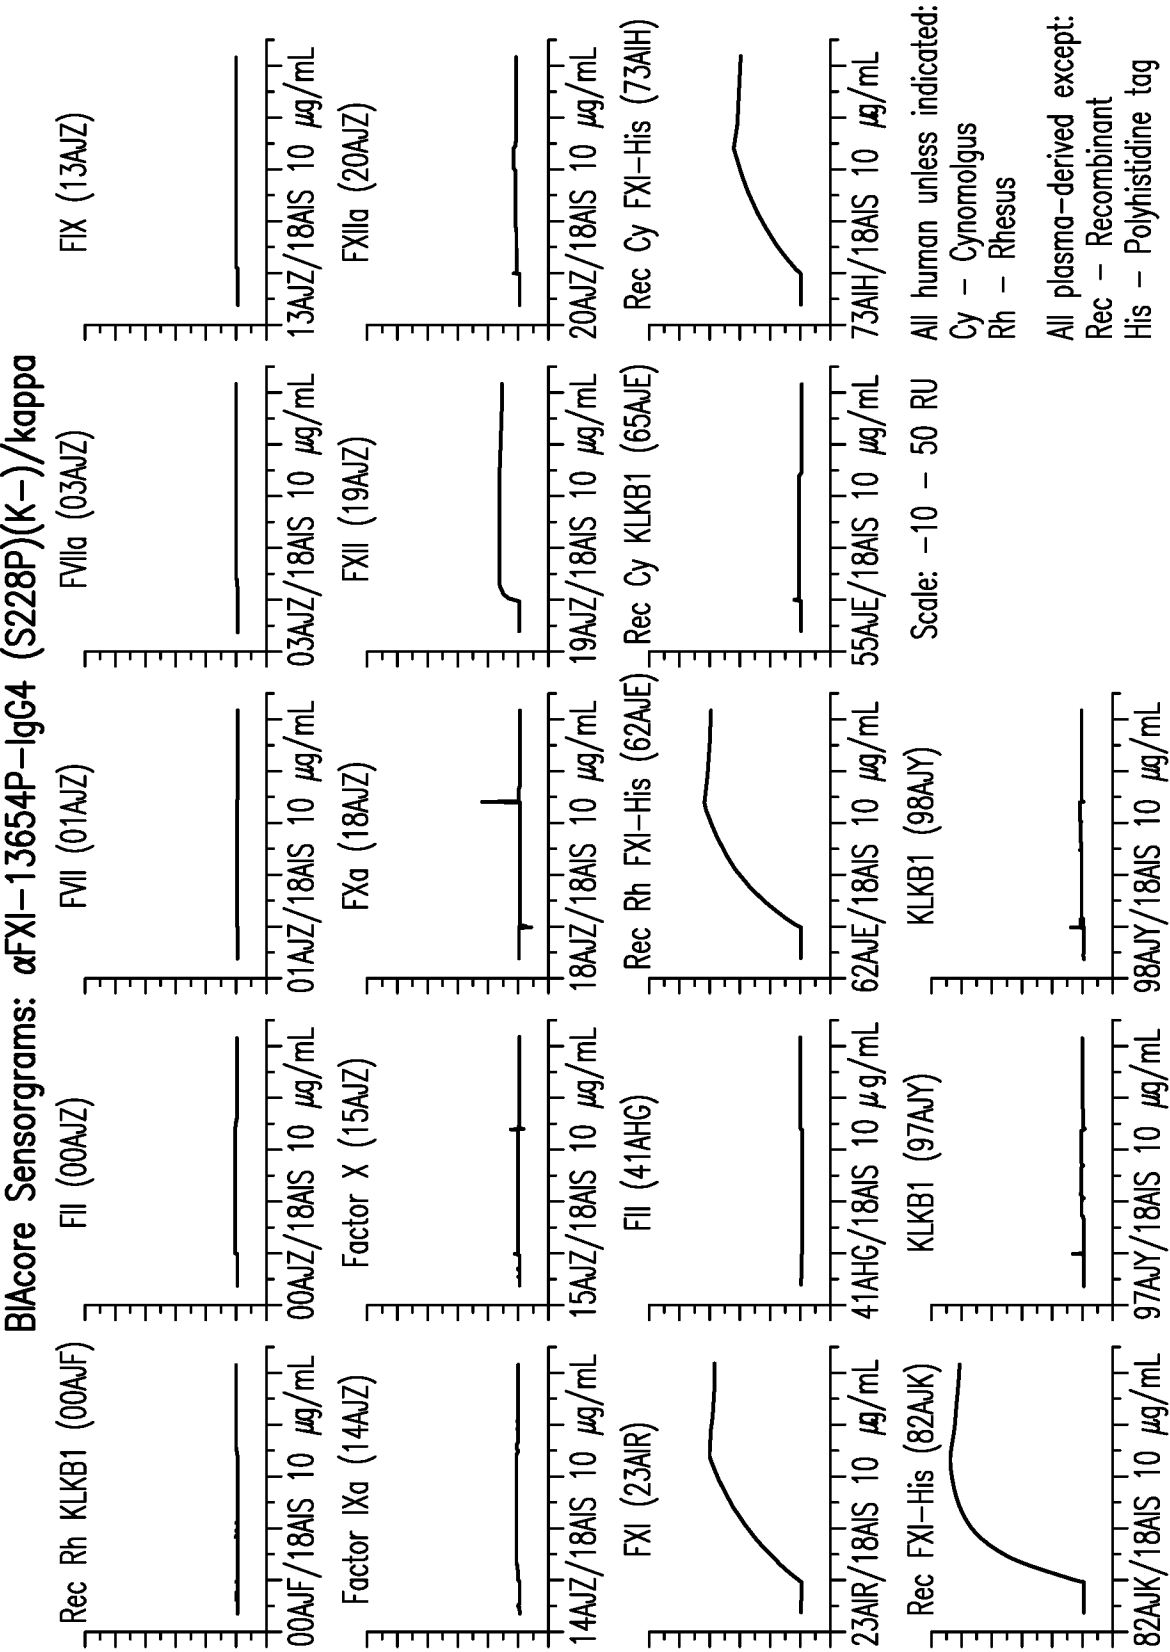 BIAcore Sensorgrams: αFXI-13654P-IgG4 (S228P)(K-)/kappa
Rec Rh KLKB1 (00AJF)
FII (00AJZ)
FVII (01AJZ)
FVIIa (03AJZ)
FIX (13AJZ)
00AJF/18AIS 10 µg/mL
00AJZ/18AIS 10 µg/mL
01AJZ/18AIS 10 µg/mL
03AJZ/18AIS 10 µg/mL
13AJZ/18AIS 10 µg/mL
Factor IXa (14AJZ)
Factor X (15AJZ)
FXa (18AJZ)
FXII (19AJZ)
FXIIa (20AJZ)
14AJZ/18AIS 10 µg/mL
15AJZ/18AIS 10 µg/mL
18AJZ/18AIS 10 µg/mL
19AJZ/18AIS 10 µg/mL
20AJZ/18AIS 10 µg/mL
FXI (23AIR)
FII (41AHG)
Rec Rh FXI-His (62AJE)
Rec Cy KLKB1 (65AJE)
Rec Cy FXI-His (73AIH)
23AIR/18AIS 10 µg/mL
41AHG/18AIS 10 µg/mL
62AJE/18AIS 10 µg/mL
55AJE/18AIS 10 µg/mL
73AIH/18AIS 10 µg/mL
Rec FXI-His (82AJK)
KLKB1 (97AJY)
KLKB1 (98AJY)
82AJK/18AIS 10 µg/mL
97AJY/18AIS 10 µg/mL
98AJY/18AIS 10 µg/mL
Scale: -10 - 50 RU
All human unless indicated:
Cy - Cynomolgus
Rh - Rhesus
All plasma-derived except:
Rec - Recombinant
His - Polyhistidine tag